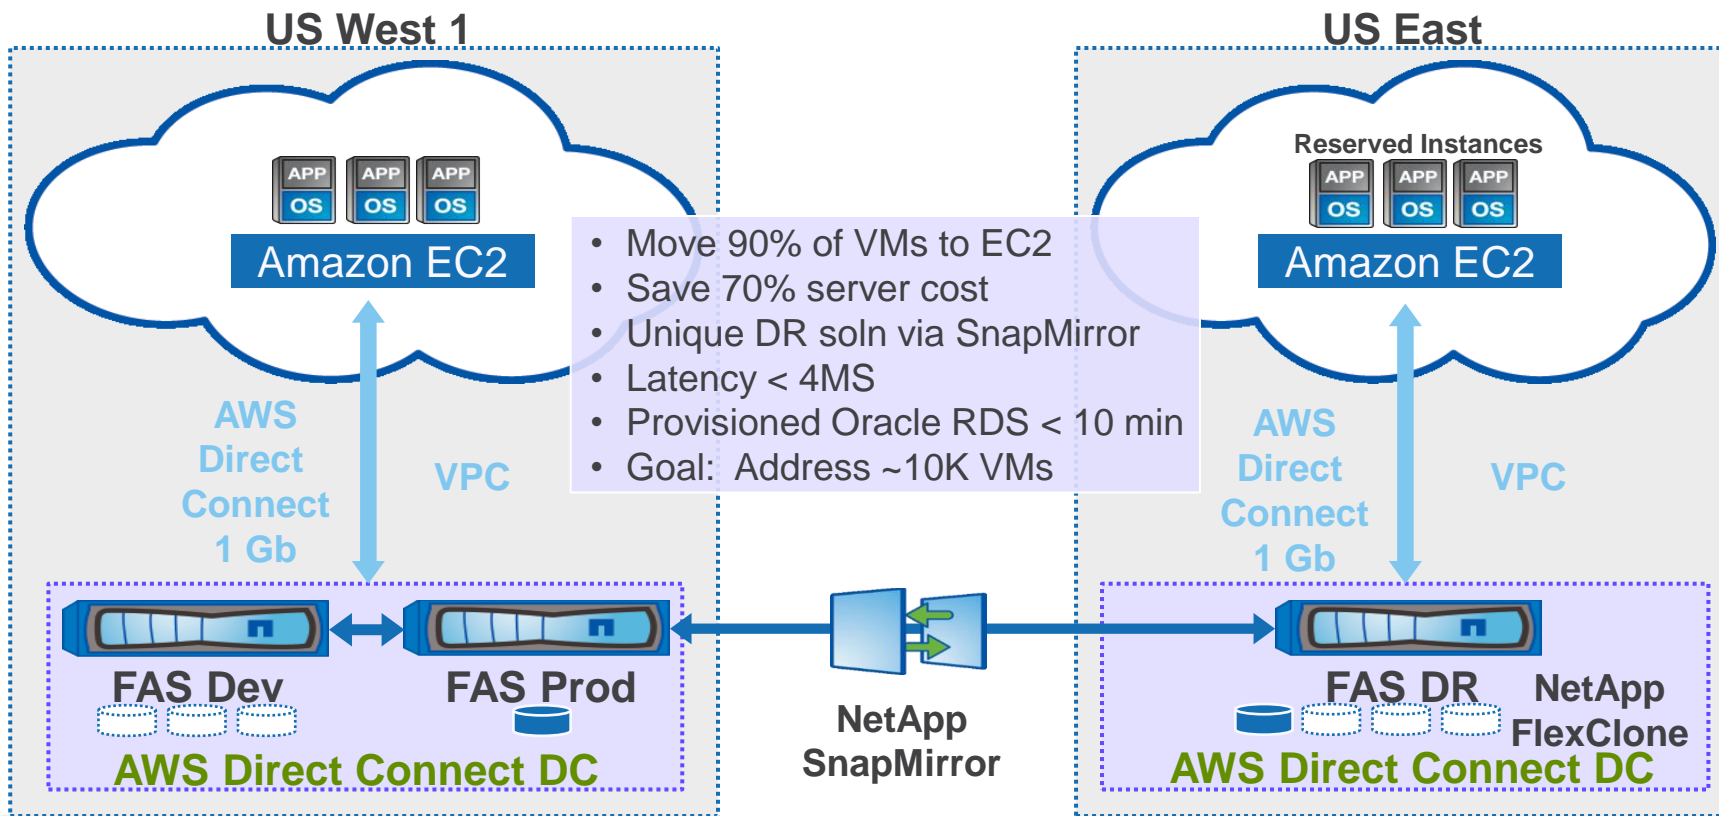 US West 1
US East
Reserved Instances
APP APP APP
OS OS OS
APP APP APP
OS OS OS
Amazon EC2
Amazon EC2
• Move 90% of VMs to EC2
• Save 70% server cost
• Unique DR soln via SnapMirror
• Latency < 4MS
• Provisioned Oracle RDS < 10 min
• Goal: Address ~10K VMs
AWS
Direct
Connect
1 Gb
VPC
AWS
Direct
Connect
1 Gb
VPC
FAS Dev
FAS Prod
AWS Direct Connect DC
NetApp
SnapMirror
FAS DR
NetApp
FlexClone
AWS Direct Connect DC